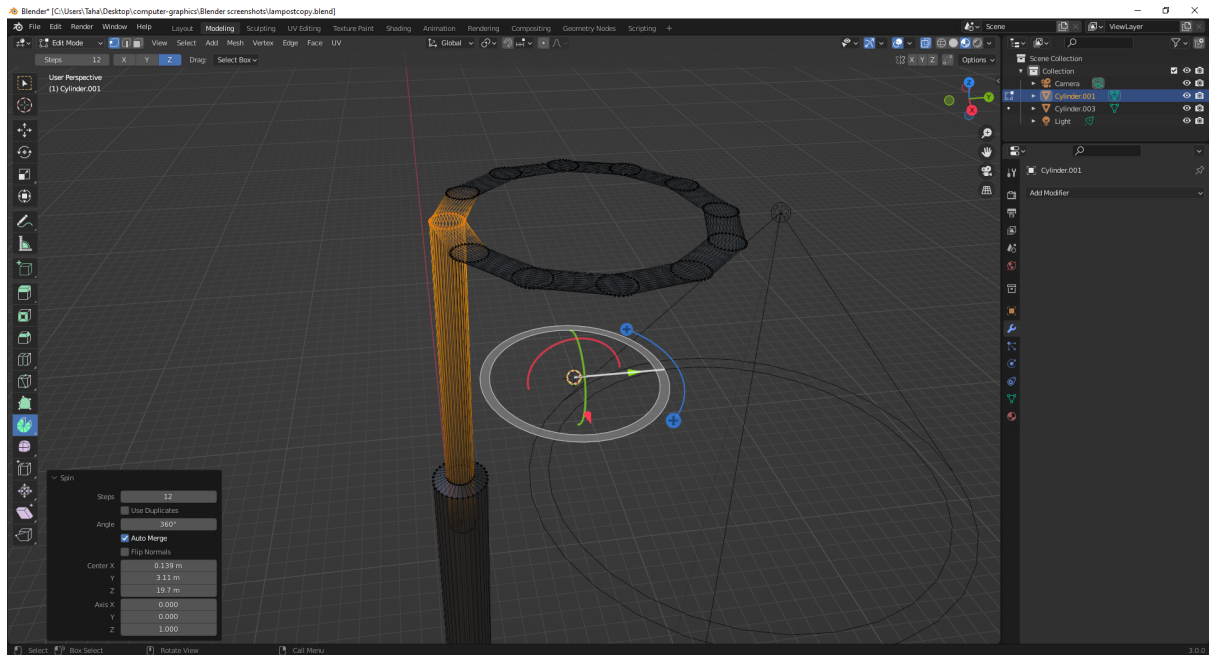 Blender* [C:\Users\Taha\Desktop\computer-graphics\Blender screenshots\lampostcopy.blend]
File Edit Render Window Help Layout Modeling Sculpting UV Editing Texture Paint Shading Animation Rendering Compositing Geometry Nodes Scripting + Scene ViewLayer
Edit Mode View Select Add Mesh Vertex Edge Face UV Global
Steps 12 X Y Z Drag: Select Box X Y Z Options
User Perspective
(1) Cylinder.001
Z
Y
X
Scene Collection
Collection
Camera
Cylinder.001
Cylinder.003
Light
Cylinder.001
Add Modifier
Spin
Steps 12
Use Duplicates
Angle 360°
Auto Merge
Flip Normals
Center X 0.139 m
Y 3.11 m
Z 19.7 m
Axis X 0.000
Y 0.000
Z 1.000
Select Box Select Rotate View Call Menu 3.0.0